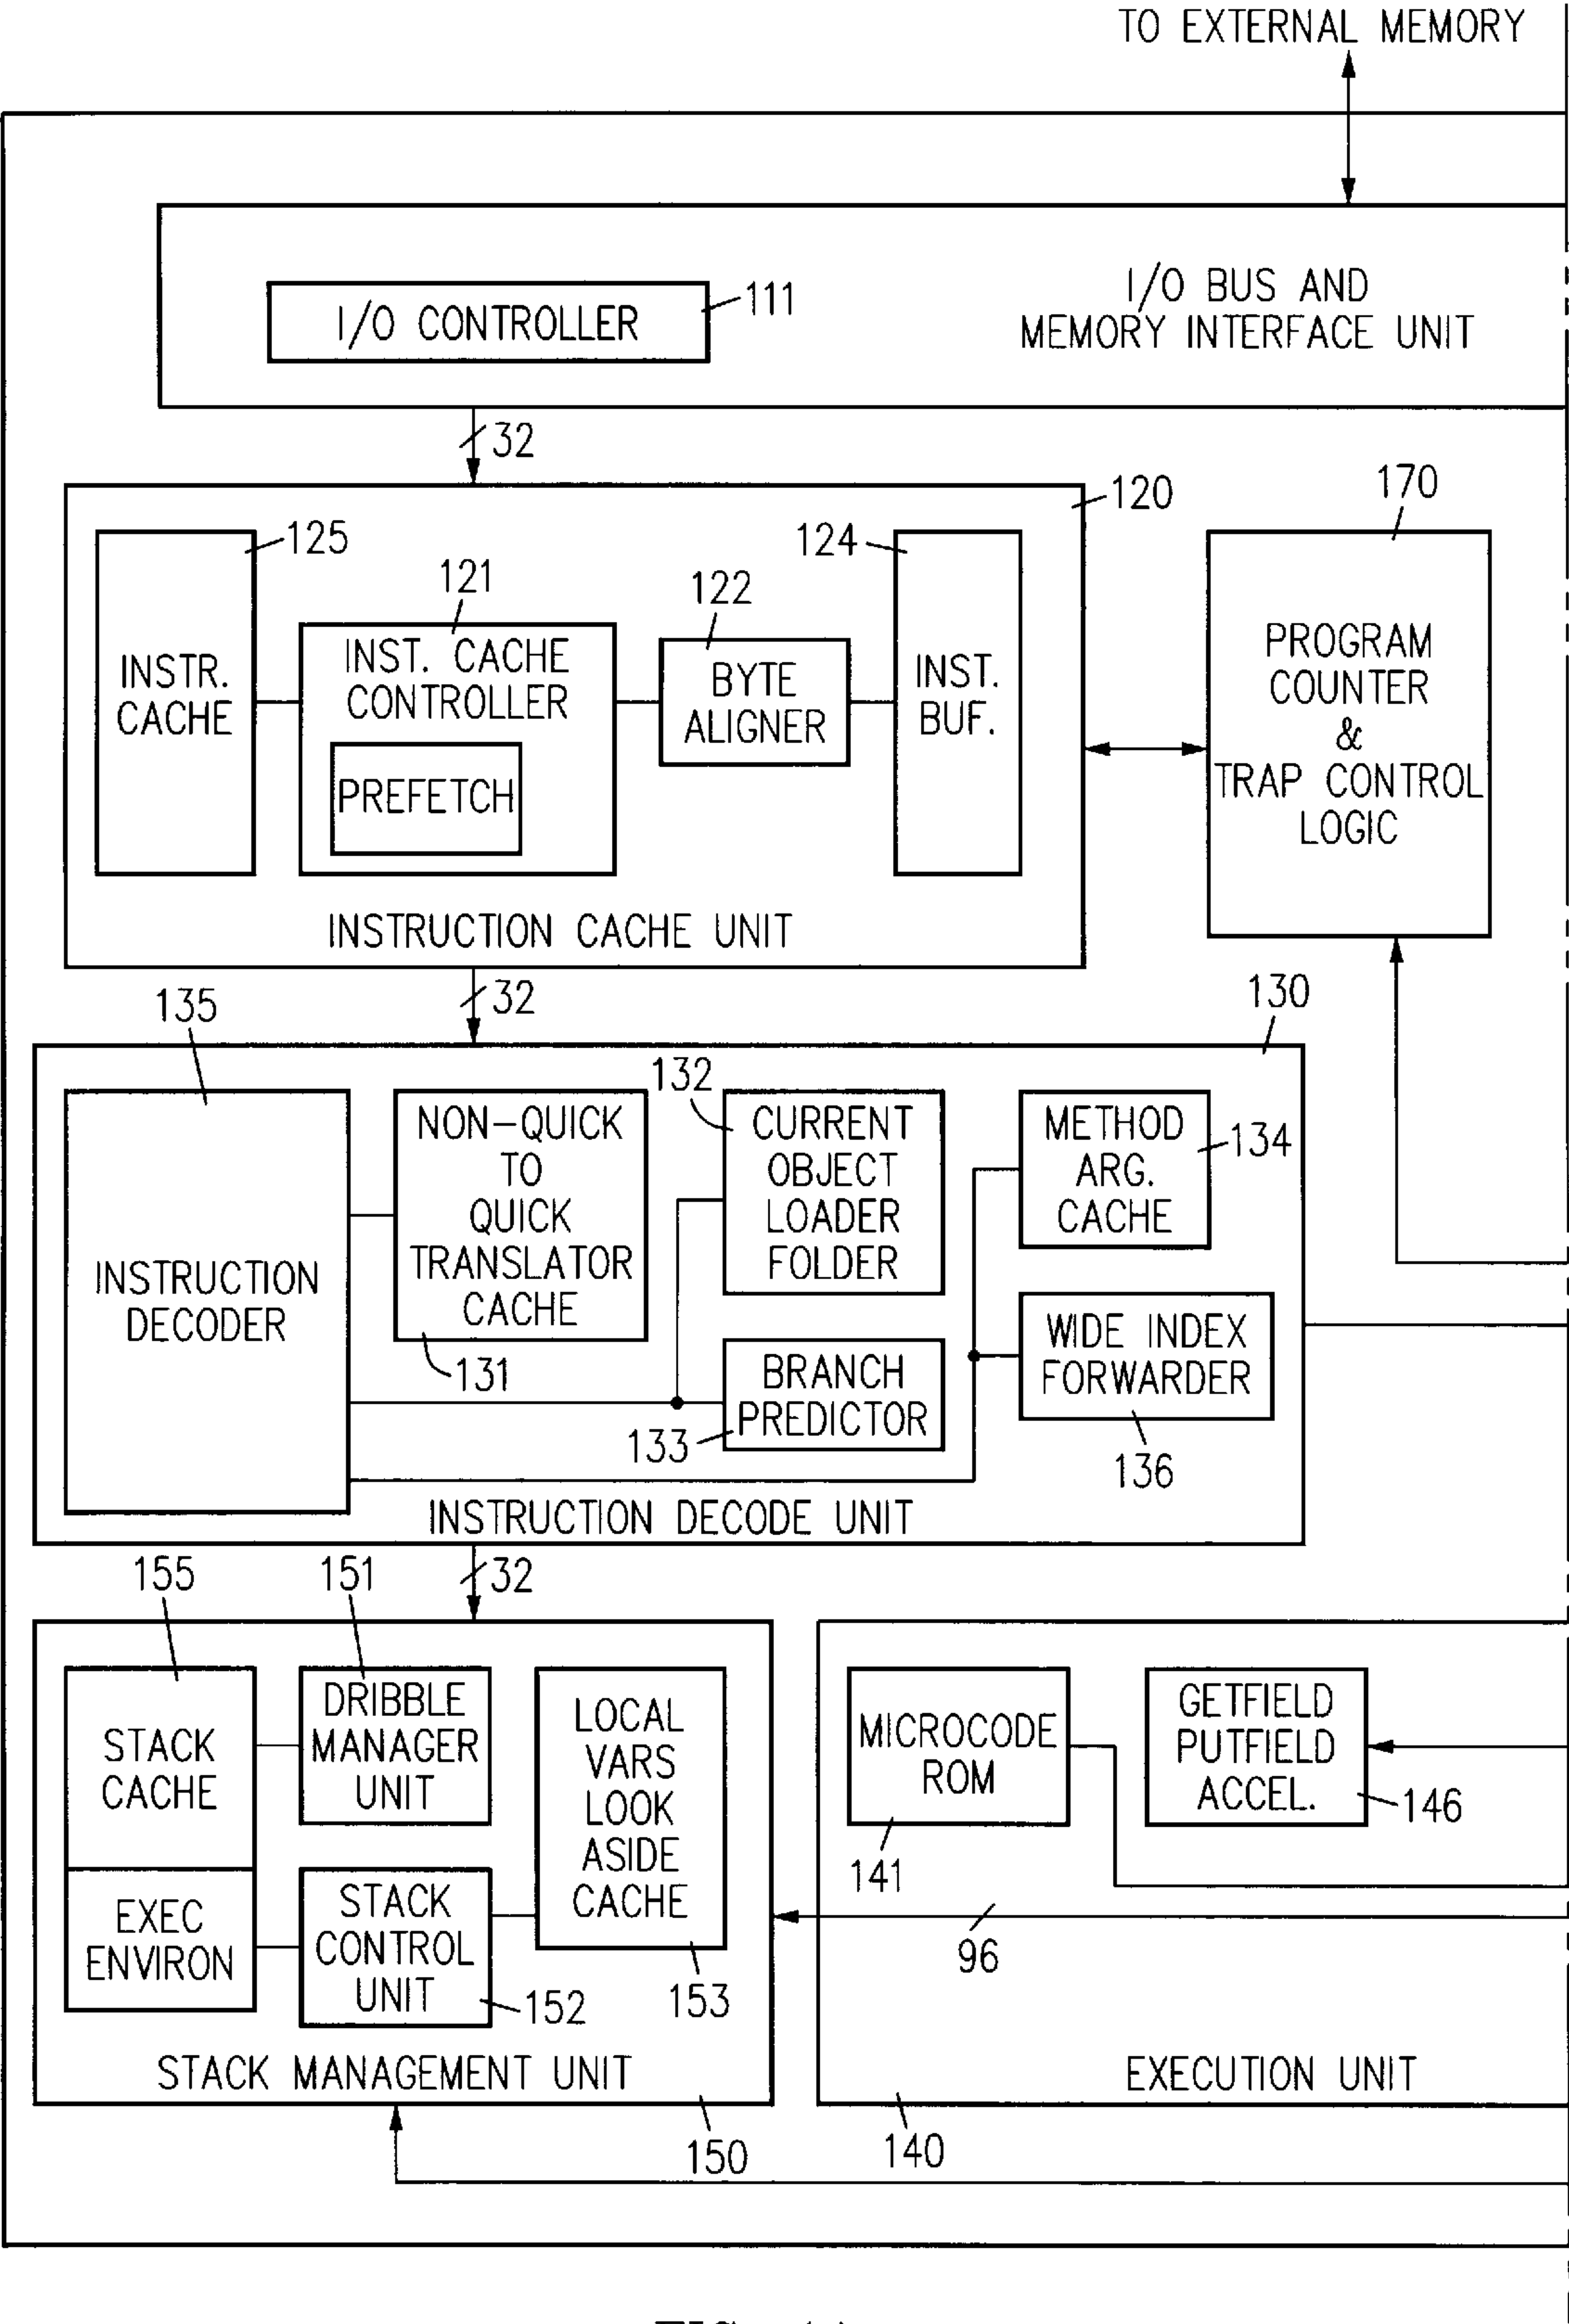 TO EXTERNAL MEMORY
I/O CONTROLLER
111
I/O BUS AND
MEMORY INTERFACE UNIT
32
120
170
125
124
121
122
INSTR.
CACHE
INST. CACHE
CONTROLLER
PREFETCH
BYTE
ALIGNER
INST.
BUF.
PROGRAM
COUNTER
&
TRAP CONTROL
LOGIC
INSTRUCTION CACHE UNIT
32
135
130
132
INSTRUCTION
DECODER
NON-QUICK
TO
QUICK
TRANSLATOR
CACHE
131
CURRENT
OBJECT
LOADER
FOLDER
METHOD
ARG.
CACHE
134
BRANCH
PREDICTOR
133
WIDE INDEX
FORWARDER
136
INSTRUCTION DECODE UNIT
155
151
32
STACK
CACHE
DRIBBLE
MANAGER
UNIT
LOCAL
VARS
LOOK
ASIDE
CACHE
153
EXEC
ENVIRON
STACK
CONTROL
UNIT
152
STACK MANAGEMENT UNIT
150
MICROCODE
ROM
141
GETFIELD
PUTFIELD
ACCEL.
146
96
EXECUTION UNIT
140